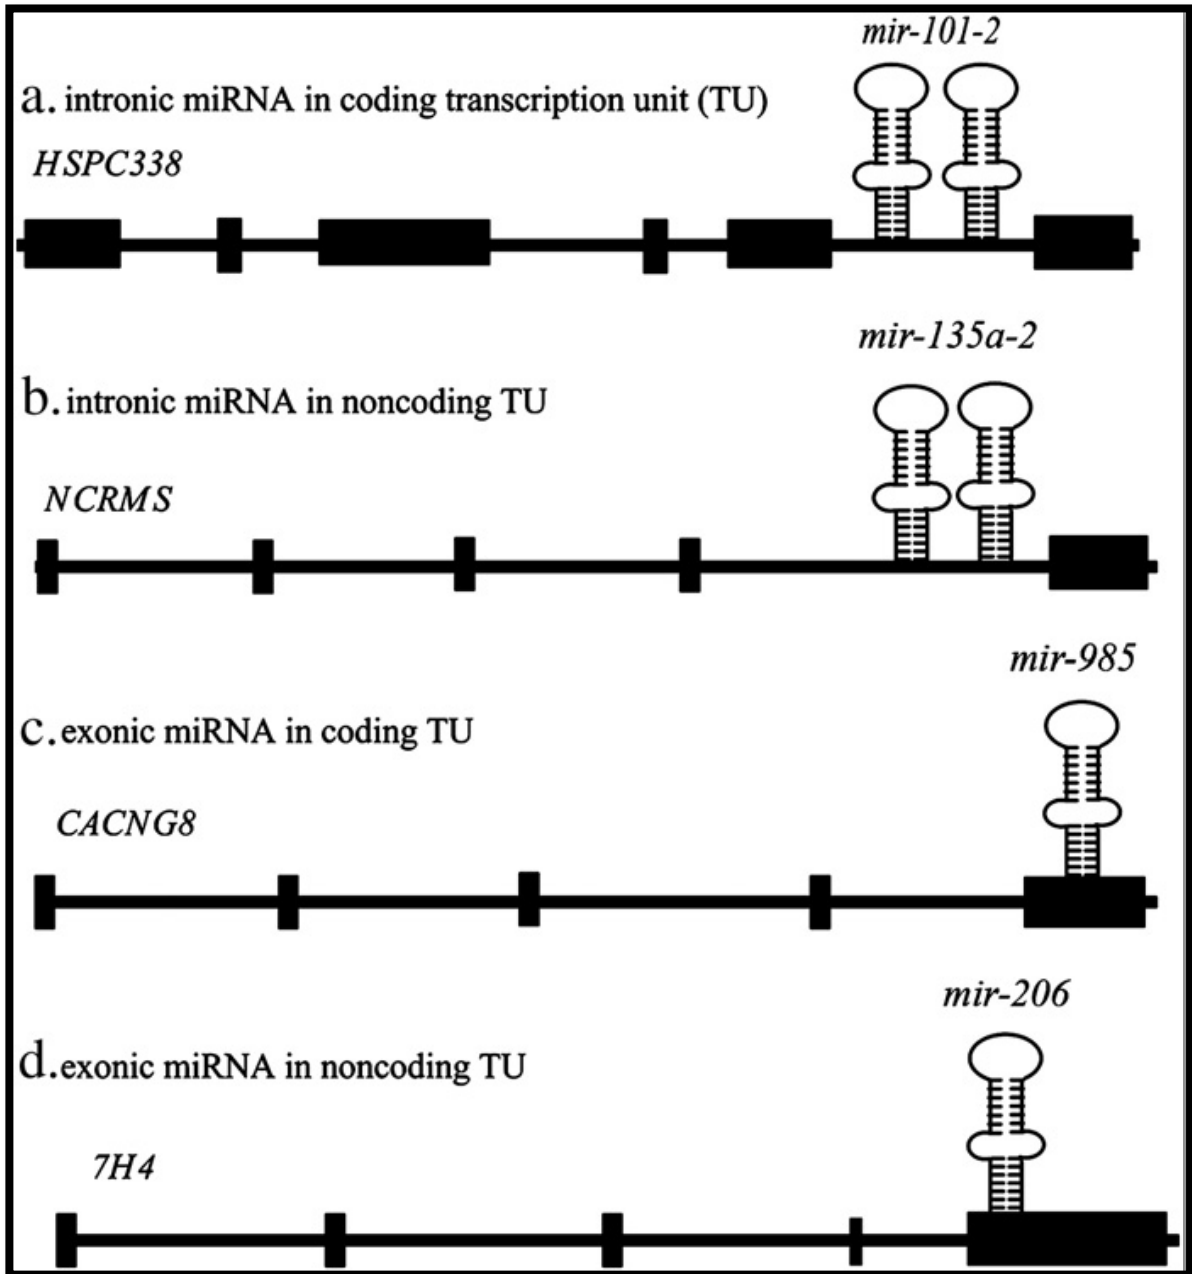 mir-101-2
a. intronic miRNA in coding transcription unit (TU)
HSPC338
mir-135a-2
b. intronic miRNA in noncoding TU
NCRMS
mir-985
c. exonic miRNA in coding TU
CACNG8
mir-206
d. exonic miRNA in noncoding TU
7H4